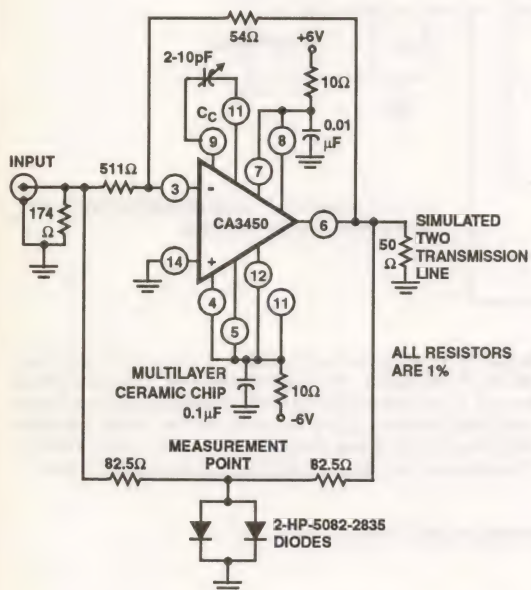 54Ω
+6V
2-10pF
10Ω
CC
11
9
7
8
0.01
μF
INPUT
511Ω
3
-
CA3450
6
174
Ω
14
+
4
5
12
11
50
Ω
SIMULATED
TWO
TRANSMISSION
LINE
MULTILAYER
CERAMIC CHIP
0.1μF
10Ω
-6V
ALL RESISTORS
ARE 1%
MEASUREMENT
POINT
82.5Ω
82.5Ω
2-HP-5082-2835
DIODES